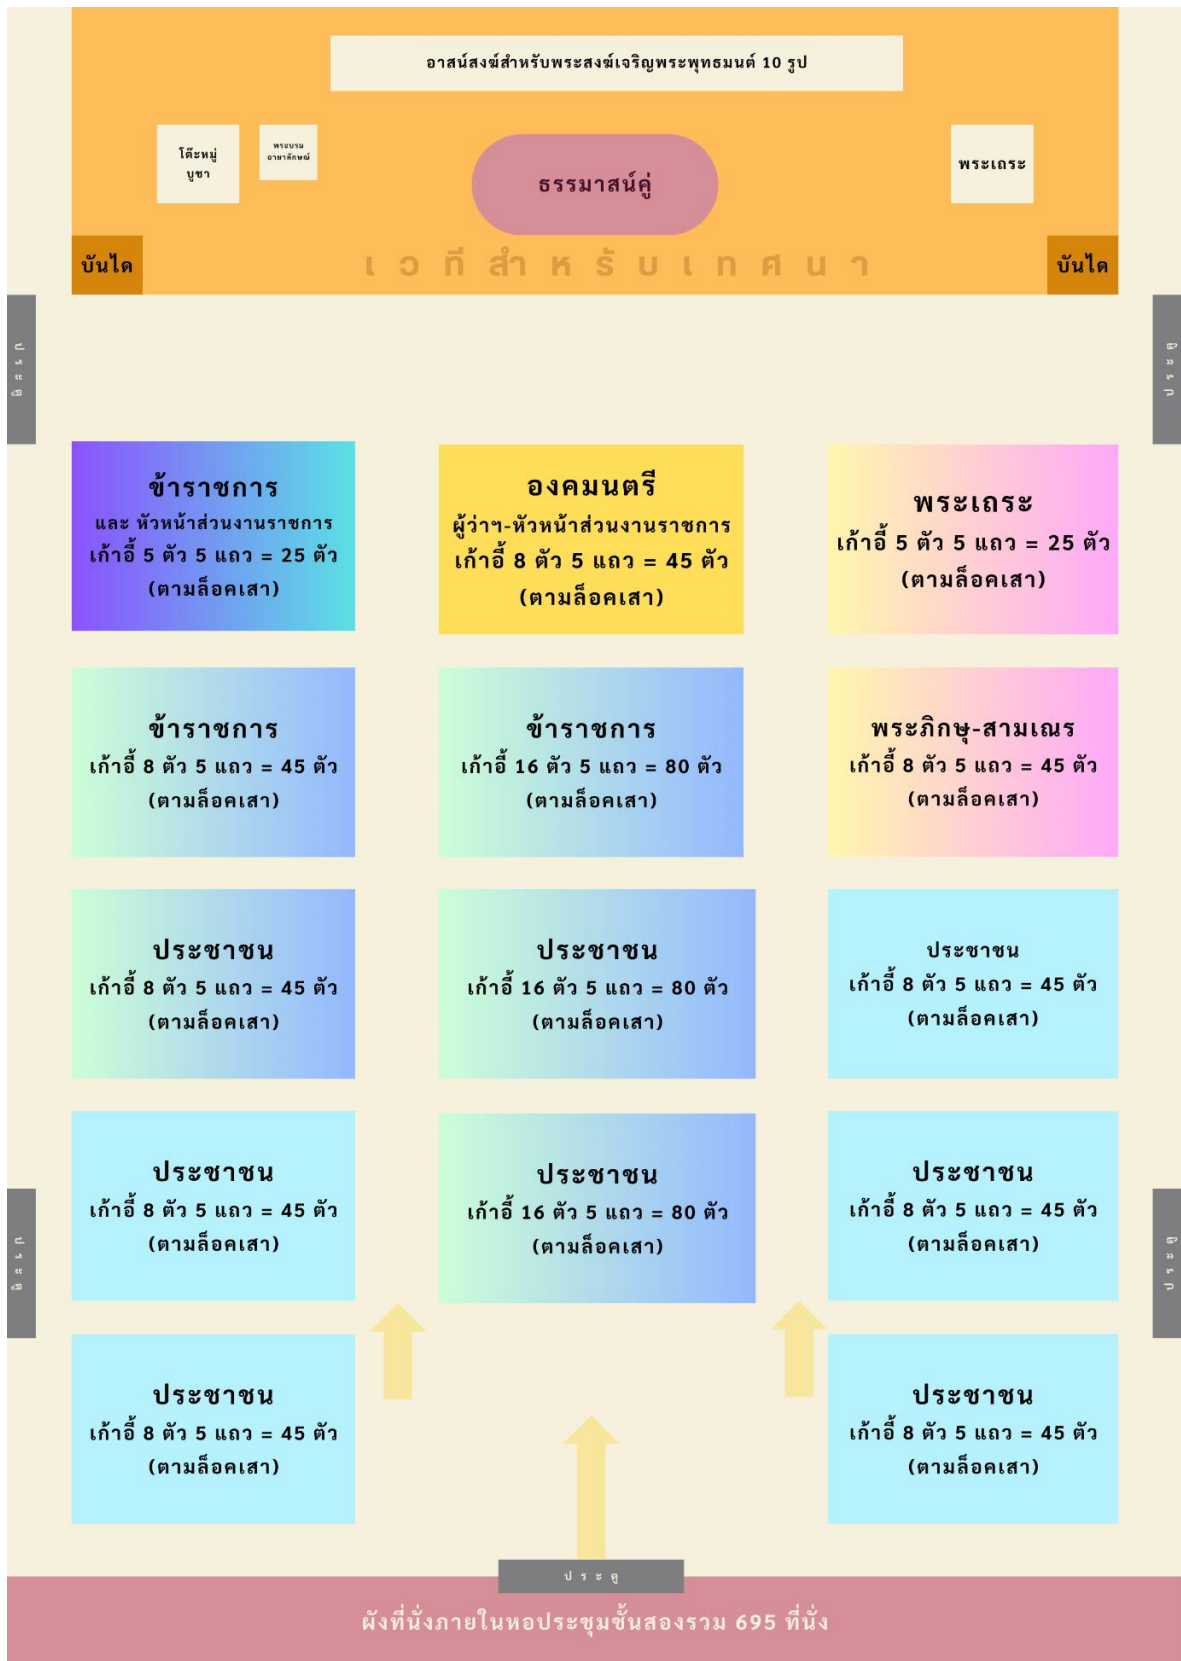 อาสน์สงฆ์สำหรับพระสงฆ์เจริญพระพุทธมนต์ 10 รูป
โต๊ะหมู่
บูชา
พระบรม
ฉายาลักษณ์
ธรรมาสน์คู่
พระเถระ
บันได
เวทีสำหรับเทศนา
บันได
ประตู
ประตู
ข้าราชการ
และ หัวหน้าส่วนงานราชการ
เก้าอี้ 5 ตัว 5 แถว = 25 ตัว
(ตามล็อคเสา)
องคมนตรี
ผู้ว่าฯ-หัวหน้าส่วนงานราชการ
เก้าอี้ 8 ตัว 5 แถว = 45 ตัว
(ตามล็อคเสา)
พระเถระ
เก้าอี้ 5 ตัว 5 แถว = 25 ตัว
(ตามล็อคเสา)
ข้าราชการ
เก้าอี้ 8 ตัว 5 แถว = 45 ตัว
(ตามล็อคเสา)
ข้าราชการ
เก้าอี้ 16 ตัว 5 แถว = 80 ตัว
(ตามล็อคเสา)
พระภิกษุ-สามเณร
เก้าอี้ 8 ตัว 5 แถว = 45 ตัว
(ตามล็อคเสา)
ประชาชน
เก้าอี้ 8 ตัว 5 แถว = 45 ตัว
(ตามล็อคเสา)
ประชาชน
เก้าอี้ 16 ตัว 5 แถว = 80 ตัว
(ตามล็อคเสา)
ประชาชน
เก้าอี้ 8 ตัว 5 แถว = 45 ตัว
(ตามล็อคเสา)
ประชาชน
เก้าอี้ 8 ตัว 5 แถว = 45 ตัว
(ตามล็อคเสา)
ประชาชน
เก้าอี้ 16 ตัว 5 แถว = 80 ตัว
(ตามล็อคเสา)
ประชาชน
เก้าอี้ 8 ตัว 5 แถว = 45 ตัว
(ตามล็อคเสา)
ประตู
ประตู
ประชาชน
เก้าอี้ 8 ตัว 5 แถว = 45 ตัว
(ตามล็อคเสา)
ประชาชน
เก้าอี้ 8 ตัว 5 แถว = 45 ตัว
(ตามล็อคเสา)
ประตู
ผังที่นั่งภายในหอประชุมชั้นสองรวม 695 ที่นั่ง